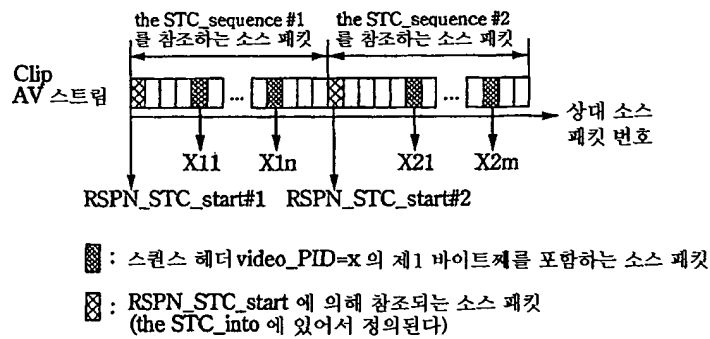 the STC_sequence #1
를 참조하는 소스 패킷
the STC_sequence #2
를 참조하는 소스 패킷
Clip
AV 스트림
...
...
상대 소스
패킷 번호
X11
X1n
X21
X2m
RSPN_STC_start#1
RSPN_STC_start#2
: 스퀀스 헤더 video_PID=x 의 제1 바이트째를 포함하는 소스 패킷
: RSPN_STC_start 에 의해 참조되는 소스 패킷
(the STC_into 에 있어서 정의된다)